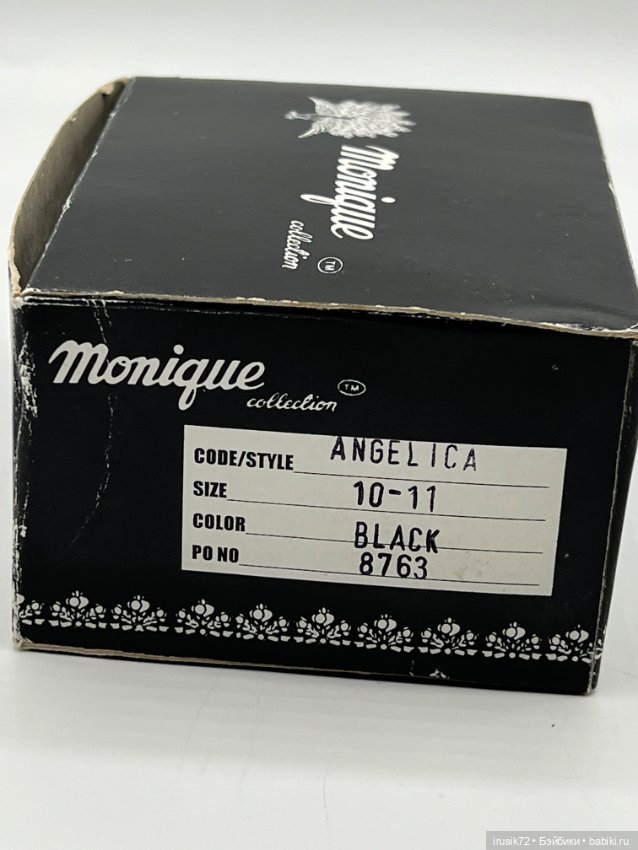 Monique
collection TM
Monique
collection TM
CODE/STYLE ANGELICA
SIZE 10-11
COLOR BLACK
PO NO 8763
irusik72 • Бэйбики • babiki.ru